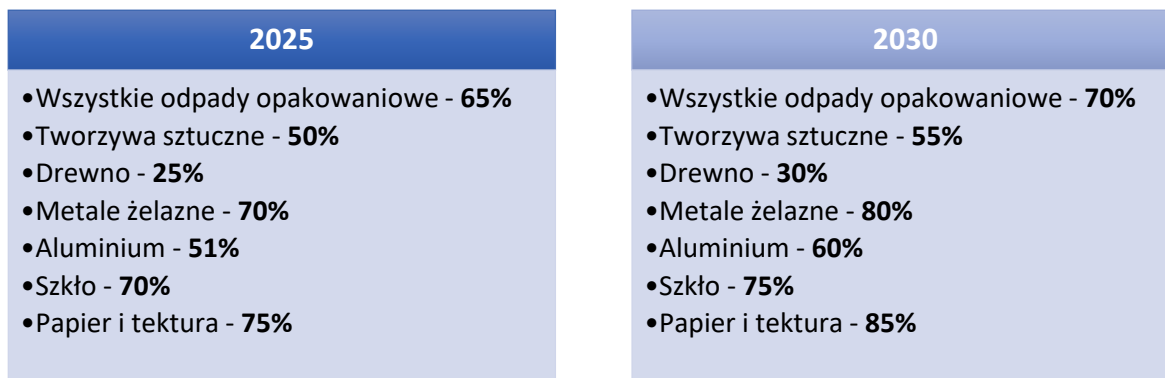 2025
•Wszystkie odpady opakowaniowe - 65%
•Tworzywa sztuczne - 50%
•Drewno - 25%
•Metale żelazne - 70%
•Aluminium - 51%
•Szkło - 70%
•Papier i tektura - 75%
2030
•Wszystkie odpady opakowaniowe - 70%
•Tworzywa sztuczne - 55%
•Drewno - 30%
•Metale żelazne - 80%
•Aluminium - 60%
•Szkło - 75%
•Papier i tektura - 85%